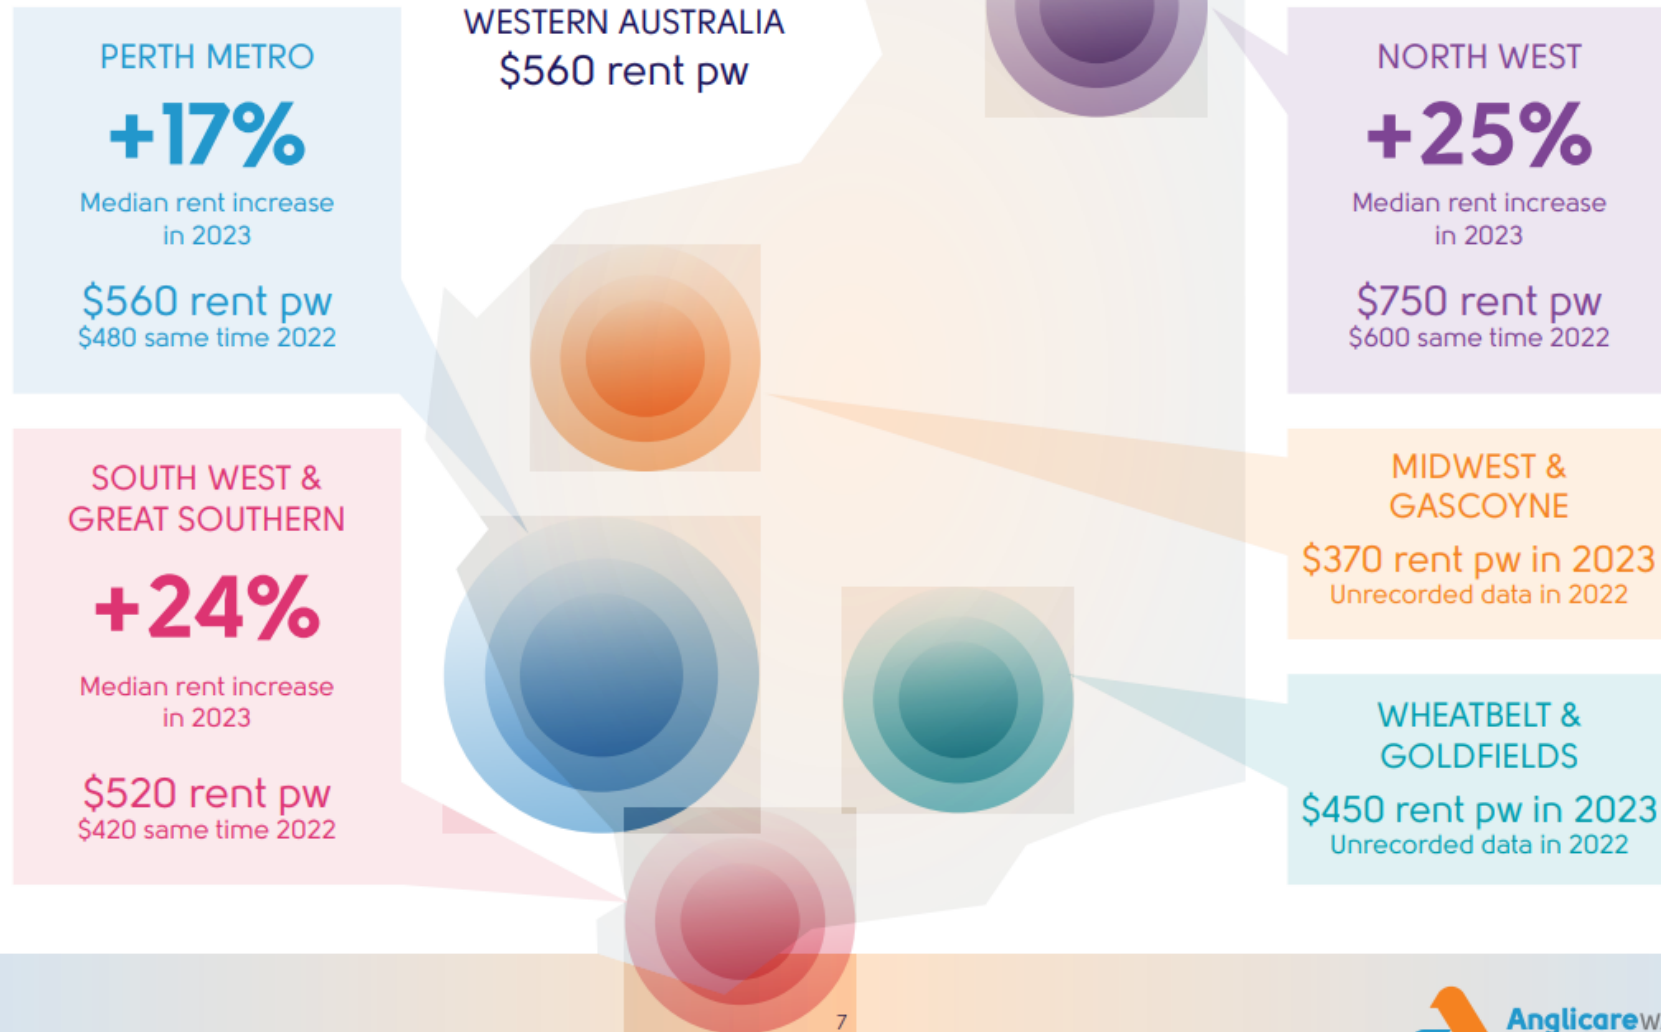 WESTERN AUSTRALIA
$560 rent pw
PERTH METRO
+17%
Median rent increase
in 2023
$560 rent pw
$480 same time 2022
SOUTH WEST &
GREAT SOUTHERN
+24%
Median rent increase
in 2023
$520 rent pw
$420 same time 2022
NORTH WEST
+25%
Median rent increase
in 2023
$750 rent pw
$600 same time 2022
MIDWEST &
GASCOYNE
$370 rent pw in 2023
Unrecorded data in 2022
WHEATBELT &
GOLDFIELDS
$450 rent pw in 2023
Unrecorded data in 2022
7
Anglicarew